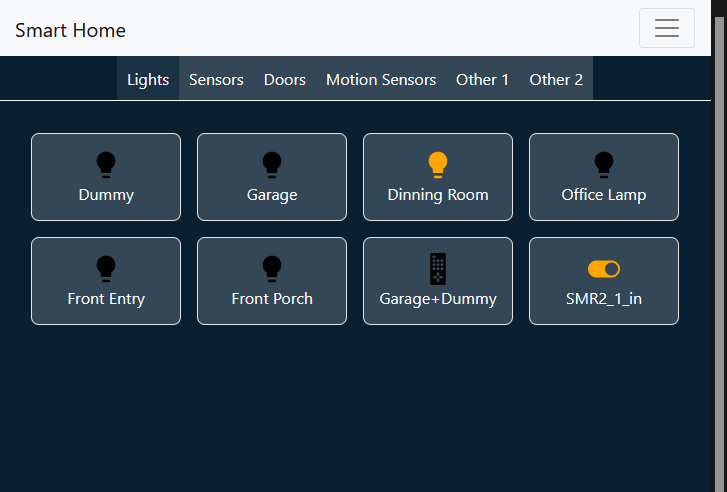 Smart Home
Lights Sensors Doors Motion Sensors Other 1 Other 2
Dummy Garage Dinning Room Office Lamp
Front Entry Front Porch Garage+Dummy SMR2_1_in